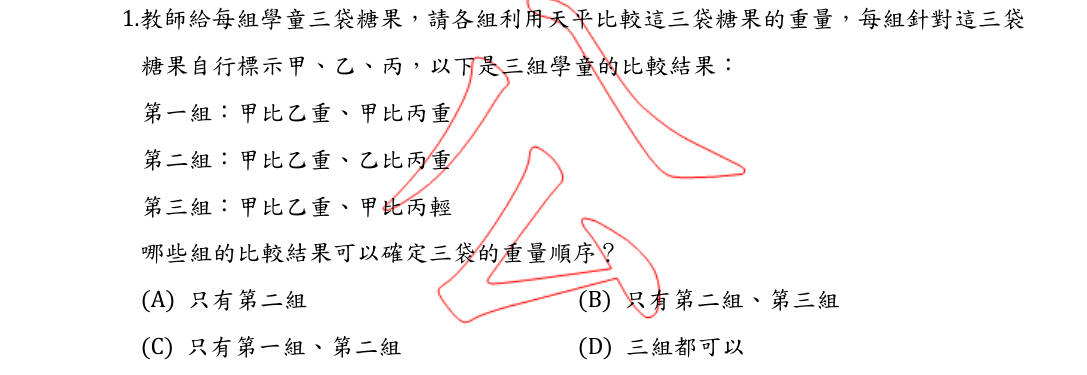 1.教師給每組學童三袋糖果，請各組利用天平比較這三袋糖果的重量，每組針對這三袋
糖果自行標示甲、乙、丙，以下是三組學童的比較結果：
第一組：甲比乙重、甲比丙重
第二組：甲比乙重、乙比丙重
第三組：甲比乙重、甲比丙輕
哪些組的比較結果可以確定三袋的重量順序？
(A) 只有第二組 (B) 只有第二組、第三組
(C) 只有第一組、第二組 (D) 三組都可以
公